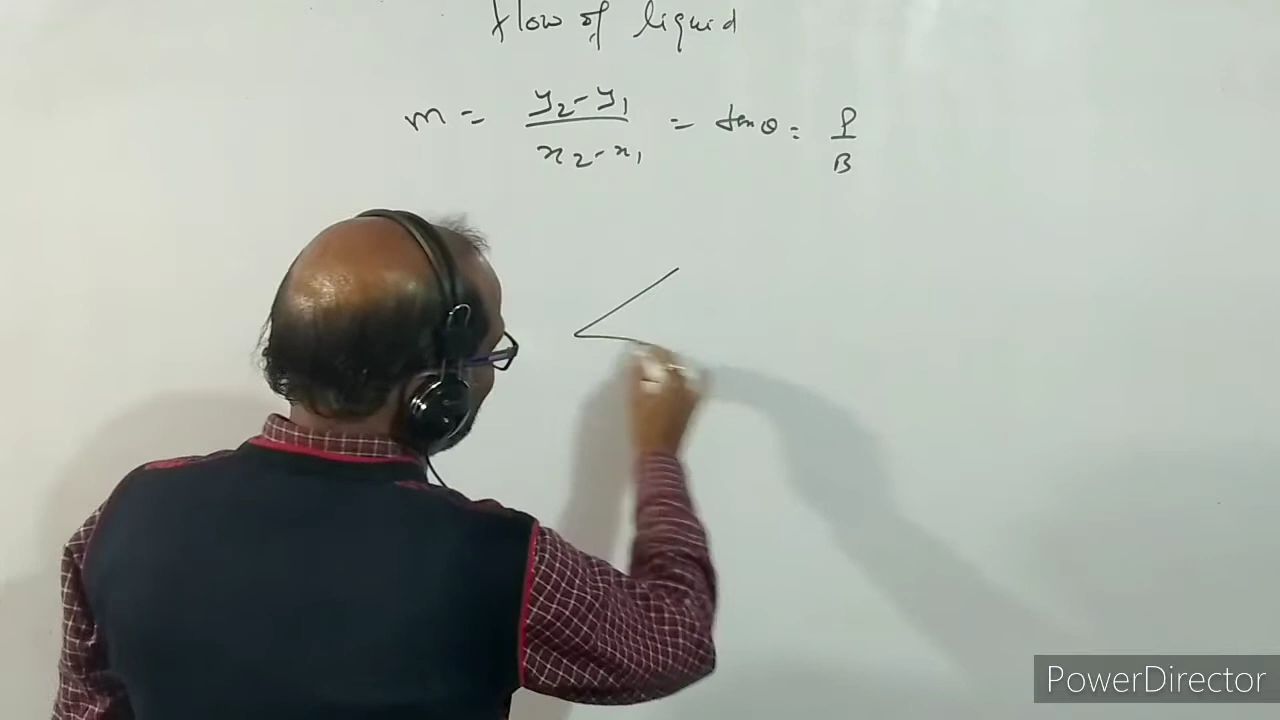 flow of liquid
m = y₂-y₁ / x₂-x₁ = tanθ = P / B
PowerDirector